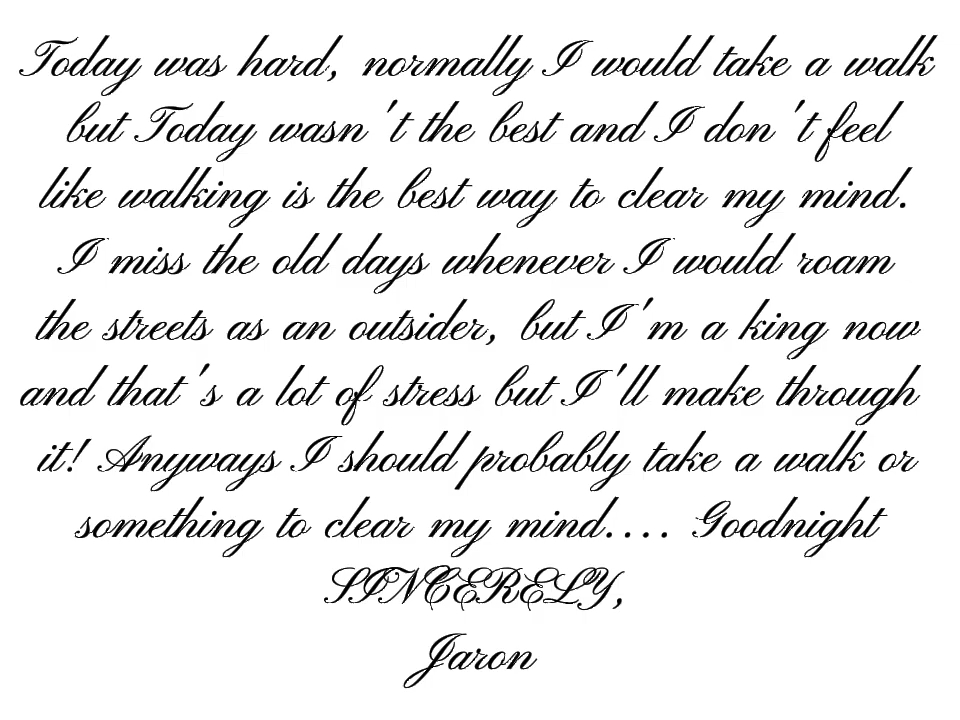 Today was hard, normally I would take a walk
but Today wasn't the best and I don't feel
like walking is the best way to clear my mind.
I miss the old days whenever I would roam
the streets as an outsider, but I'm a king now
and that's a lot of stress but I'll make through
it! Anyways I should probably take a walk or
something to clear my mind.... Goodnight
SINCERELY,
Jaron